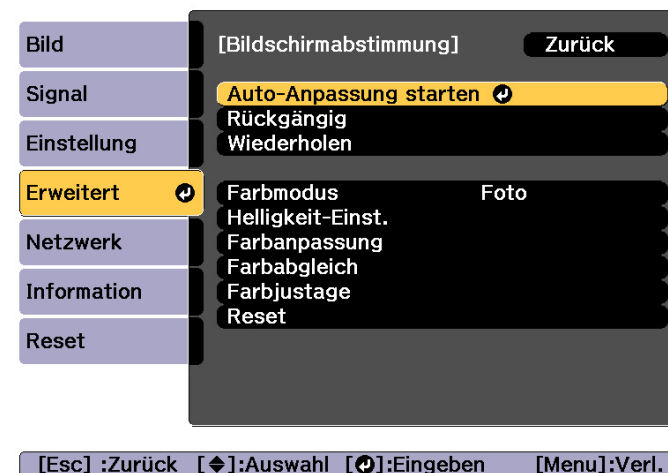 Bild
Signal
Einstellung
Erweitert
Netzwerk
Information
Reset
[Bildschirmabstimmung] Zurück
Auto-Anpassung starten
Rückgängig
Wiederholen
Farbmodus Foto
Helligkeit-Einst.
Farbanpassung
Farbabgleich
Farbjustage
Reset
[Esc] :Zurück [◆]:Auswahl [⏎]:Eingeben [Menu]:Verl.